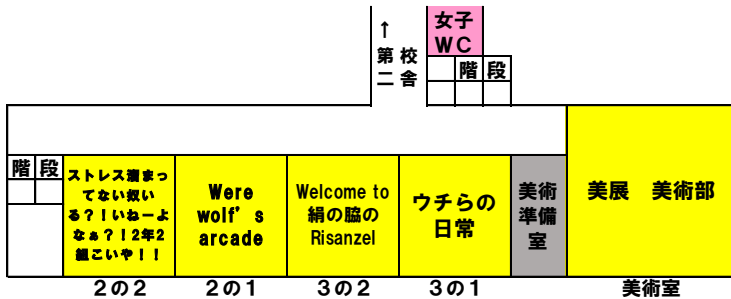 女子
WC
↑
第二
校舎
階段
階段
ストレス溜まっ
てない奴い
る？！いねーよ
なぁ？！2年2
組こいや！！
Were
wolf’s
arcade
Welcome to
絹の脇の
Risanzel
ウチらの
日常
美術
準備
室
美展　美術部
２の２
２の１
３の２
３の１
美術室